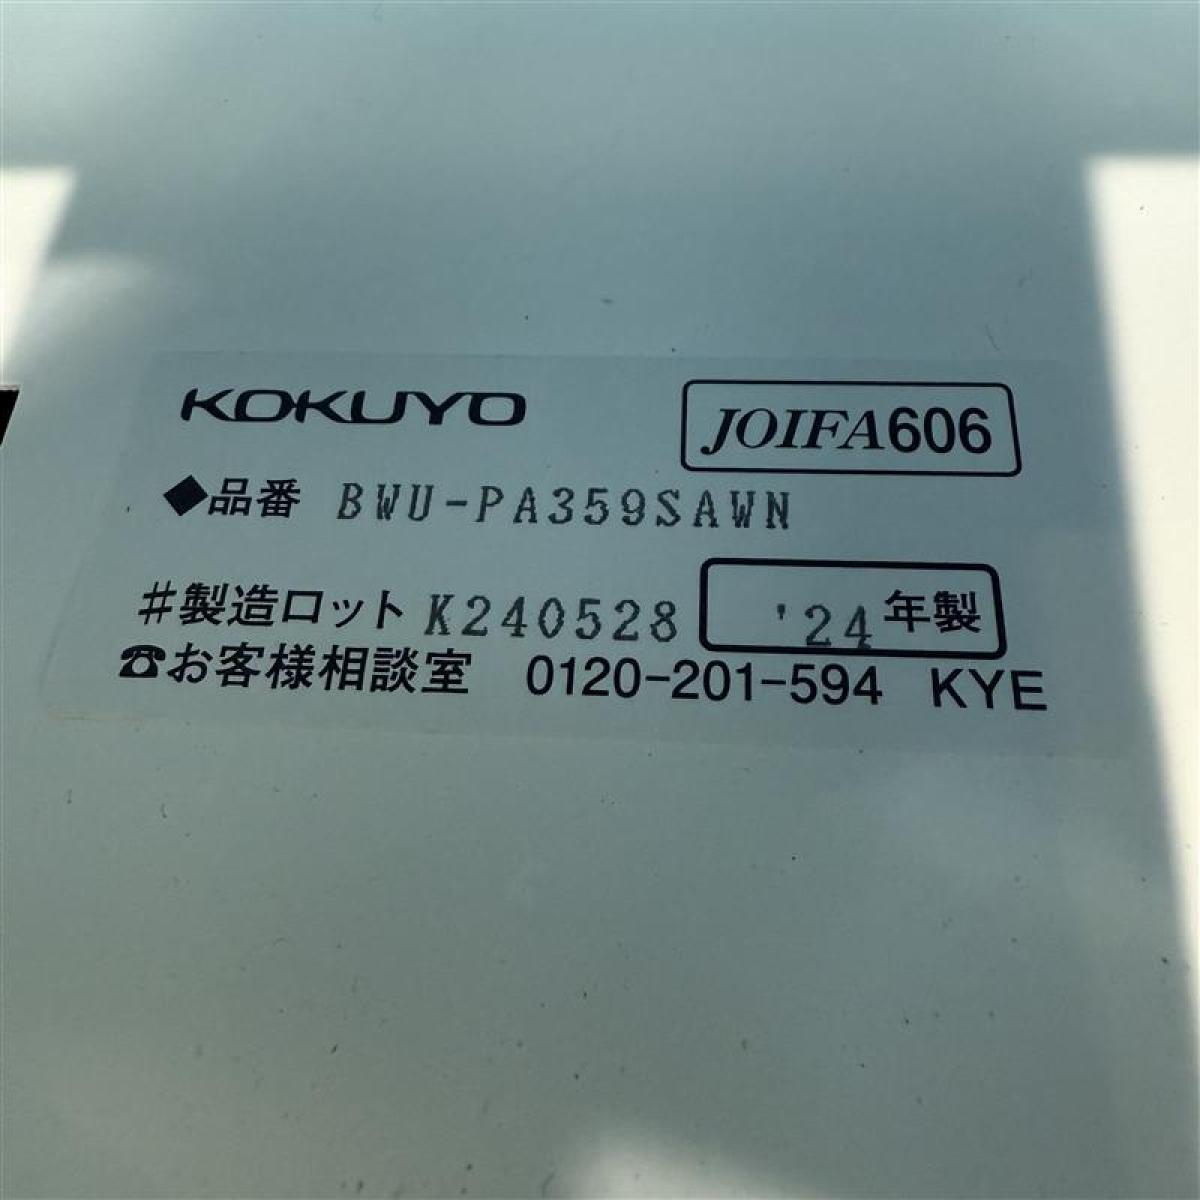 KOKUYO JOIFA606
◆品番 BWU-PA359SAWN
#製造ロット K240528 '24年製
☎お客様相談室 0120-201-594 KYE